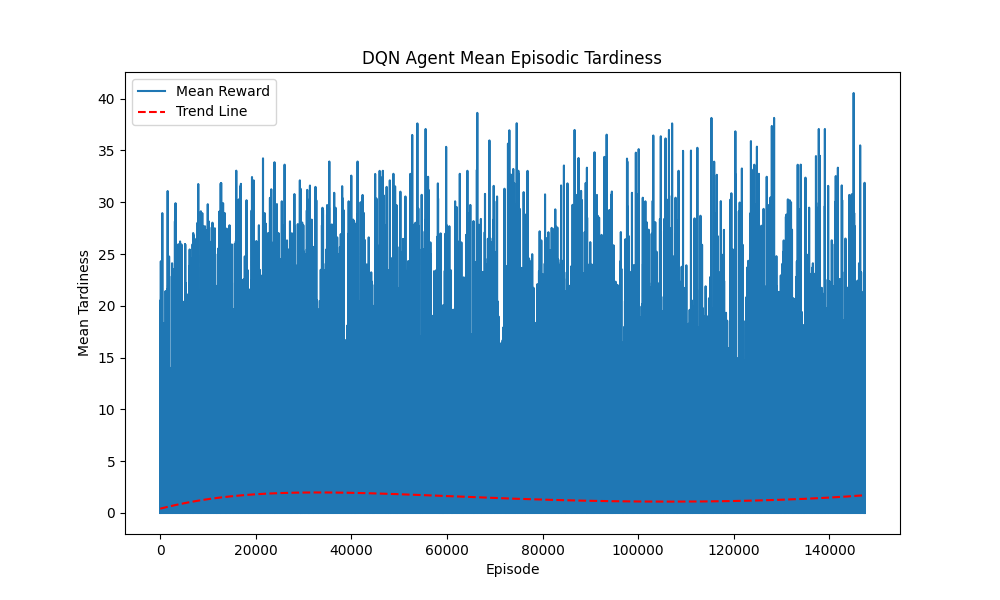 DQN Agent Mean Episodic Tardiness
Mean Reward
Trend Line
40
35
30
25
20
15
10
5
0
Mean Tardiness
0 20000 40000 60000 80000 100000 120000 140000
Episode